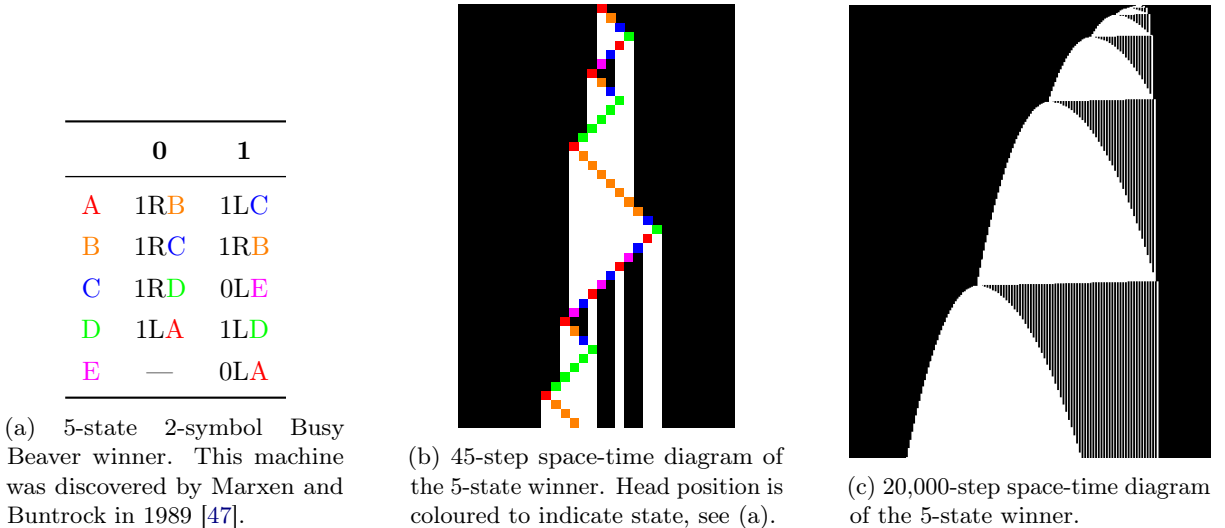 0 1
A 1RB 1LC
B 1RC 1RB
C 1RD 0LE
D 1LA 1LD
E — 0LA
(a) 5-state 2-symbol Busy
Beaver winner. This machine
was discovered by Marxen and
Buntrock in 1989 [47].
(b) 45-step space-time diagram of
the 5-state winner. Head position is
coloured to indicate state, see (a).
(c) 20,000-step space-time diagram
of the 5-state winner.